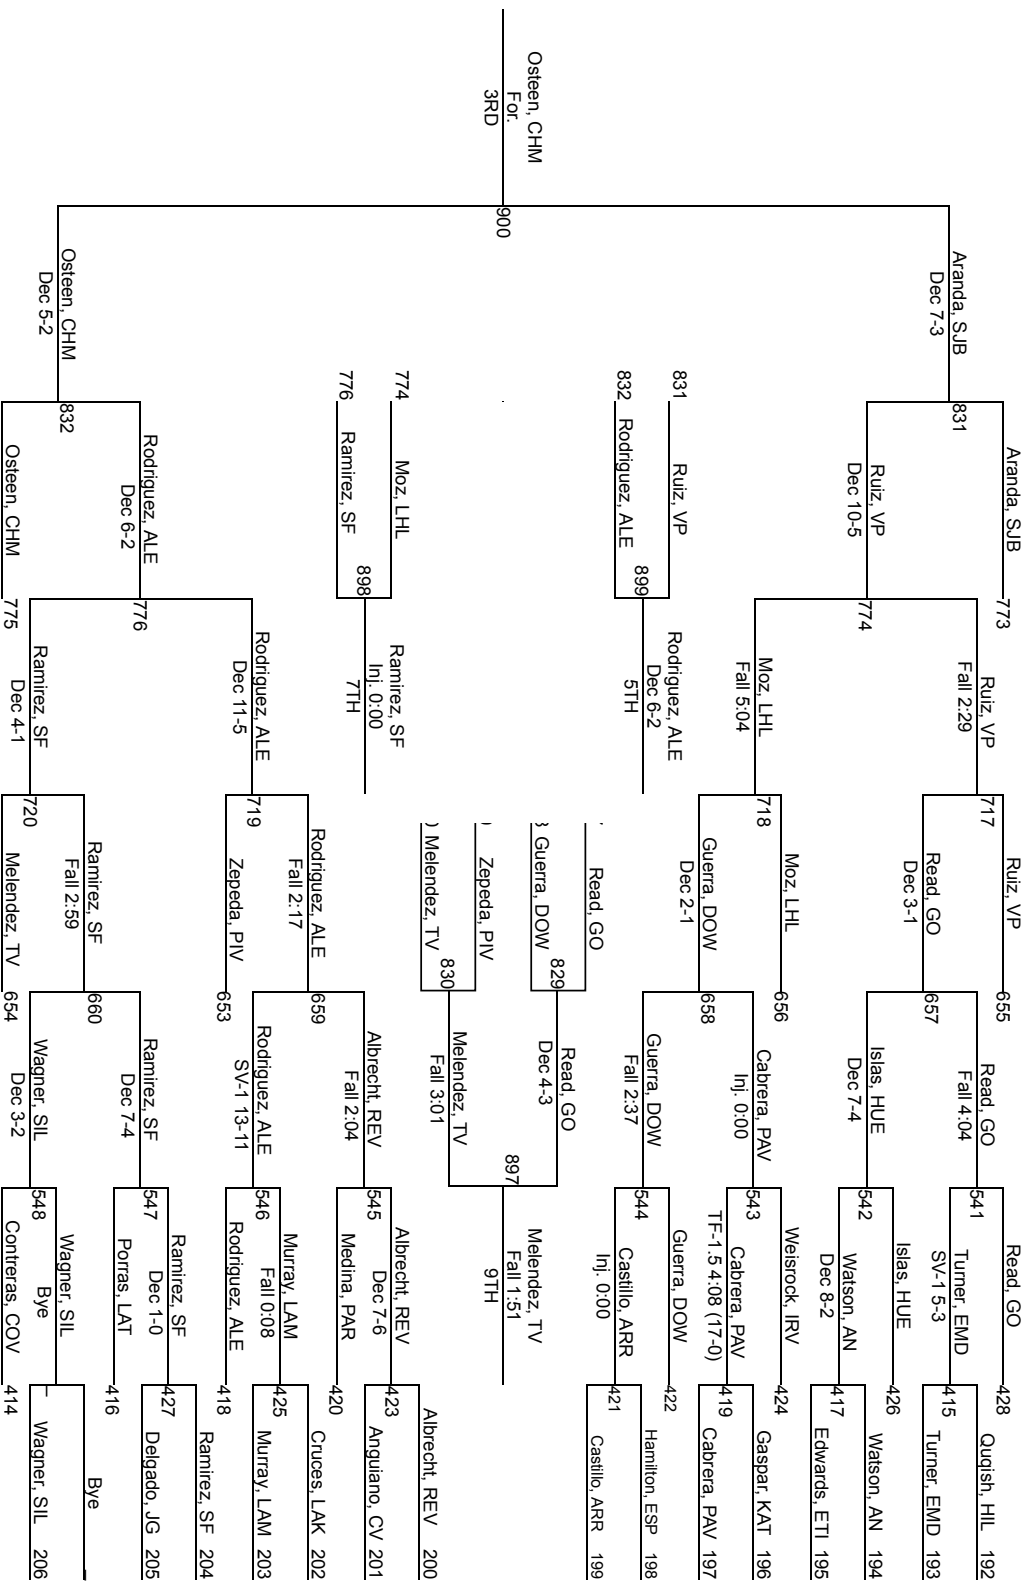 Osteen, CHM
For.
3RD
900
Aranda, SJB
Dec 7-3
Osteen, CHM
Dec 5-2
831
832
774
776
Aranda, SJB
831
Ruiz, VP
Dec 10-5
Ruiz, VP
Rodriguez, ALE
899
Moz, LHL
Ramirez, SF
898
Rodriguez, ALE
Dec 6-2
832
Osteen, CHM
773
Ruiz, VP
Fall 2:29
774
Moz, LHL
Fall 5:04
Rodriguez, ALE
Dec 6-2
5TH
Ramirez, SF
Inj. 0:00
7TH
Rodriguez, ALE
Dec 11-5
776
Ramirez, SF
Dec 4-1
775
Ruiz, VP
717
Read, GO
Dec 3-1
Moz, LHL
718
Guerra, DOW
Dec 2-1
Read, GO
Guerra, DOW
829
Zepeda, PIV
Melendez, TV
830
Rodriguez, ALE
Fall 2:17
719
Zepeda, PIV
Ramirez, SF
Fall 2:59
720
Melendez, TV
655
Read, GO
Fall 4:04
657
Islas, HUE
Dec 7-4
656
Cabrera, PAV
Inj. 0:00
658
Guerra, DOW
Fall 2:37
Read, GO
Dec 4-3
897
Melendez, TV
Fall 3:01
Albrecht, REV
Fall 2:04
659
Rodriguez, ALE
SV-1 13-11
653
Ramirez, SF
Dec 7-4
660
Wagner, SIL
Dec 3-2
654
Read, GO
541
Turner, EMD
SV-1 5-3
Islas, HUE
542
Watson, AN
Dec 8-2
Weisrock, IRV
543
Cabrera, PAV
TF-1.5 4:08 (17-0)
Guerra, DOW
544
Castillo, ARR
Inj. 0:00
Melendez, TV
Fall 1:51
9TH
Albrecht, REV
Dec 7-6
545
Medina, PAR
Murray, LAM
Fall 0:08
546
Rodriguez, ALE
Ramirez, SF
Dec 1-0
547
Porras, LAT
Wagner, SIL
Bye
548
Contreras, COV
428
Quqish, HIL 192
415
Turner, EMD 193
426
Watson, AN 194
417
Edwards, ETI 195
424
Gaspar, KAT 196
419
Cabrera, PAV 197
422
Hamilton, ESP 198
421
Castillo, ARR 199
Albrecht, REV 200
423
Anguiano, CV 201
420
Cruces, LAK 202
425
Murray, LAM 203
418
Ramirez, SF 204
427
Delgado, JG 205
416
Bye
Wagner, SIL 206
414